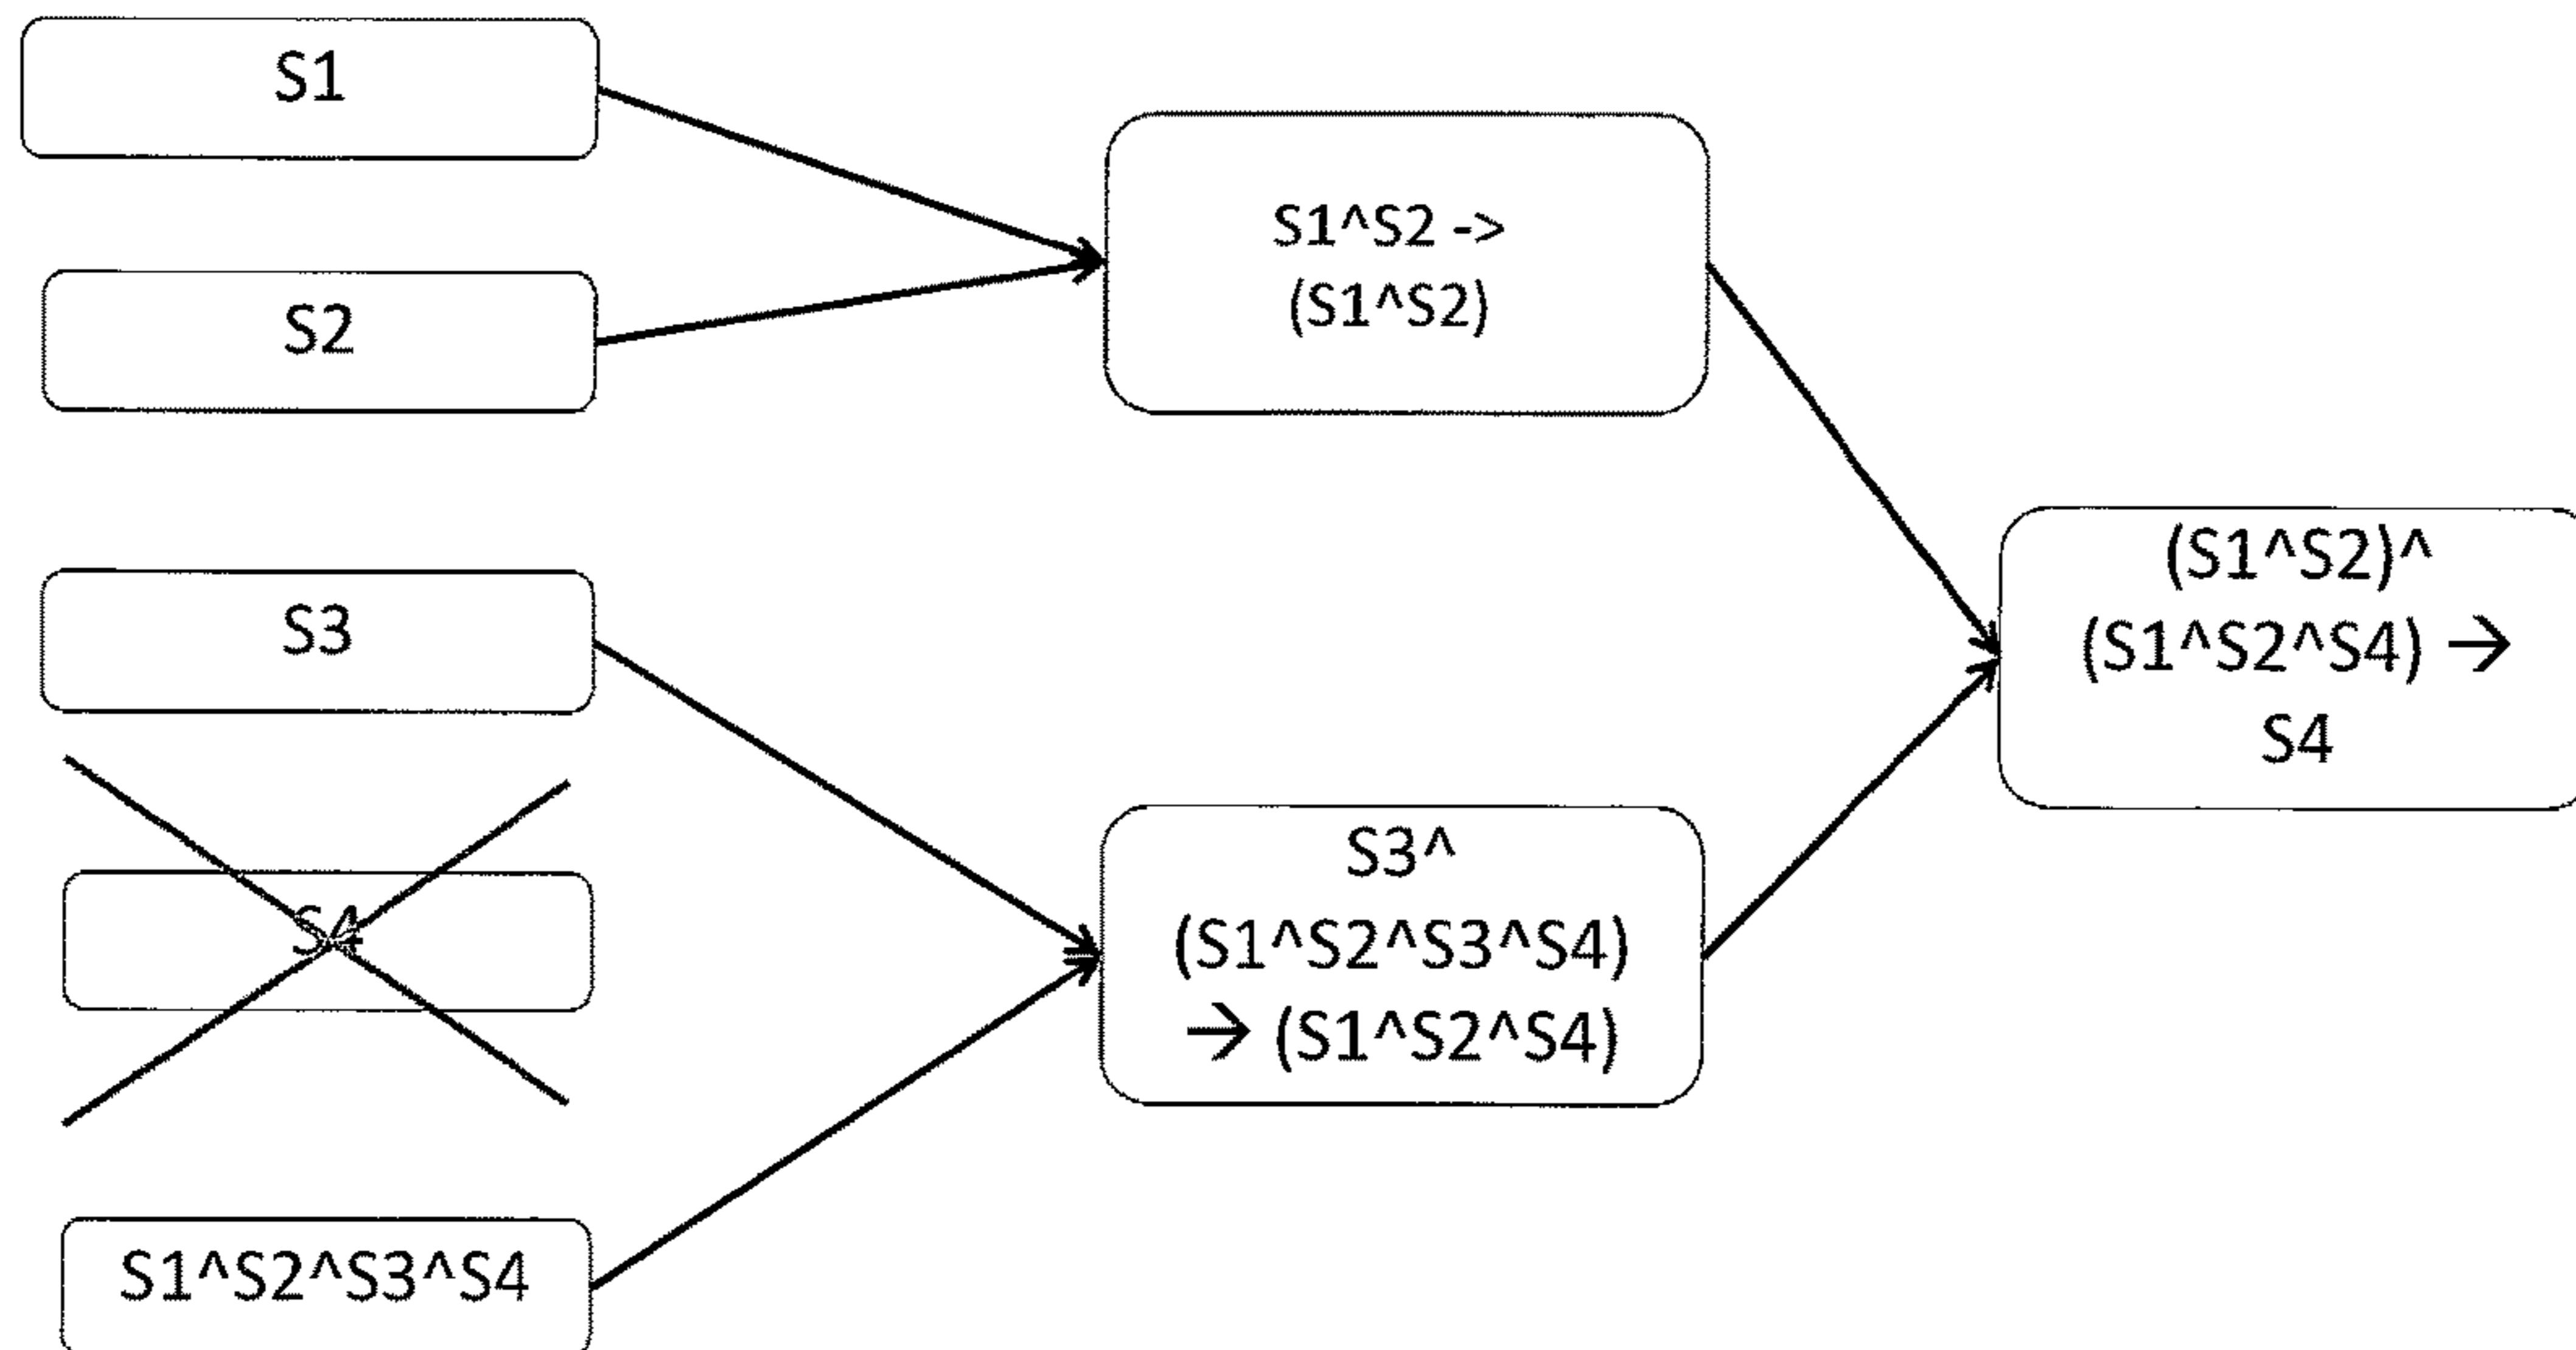 S1
S2
S3
S4
S1^S2^S3^S4
S1^S2 ->
(S1^S2)
S3^
(S1^S2^S3^S4)
→ (S1^S2^S4)
(S1^S2)^
(S1^S2^S4) →
S4